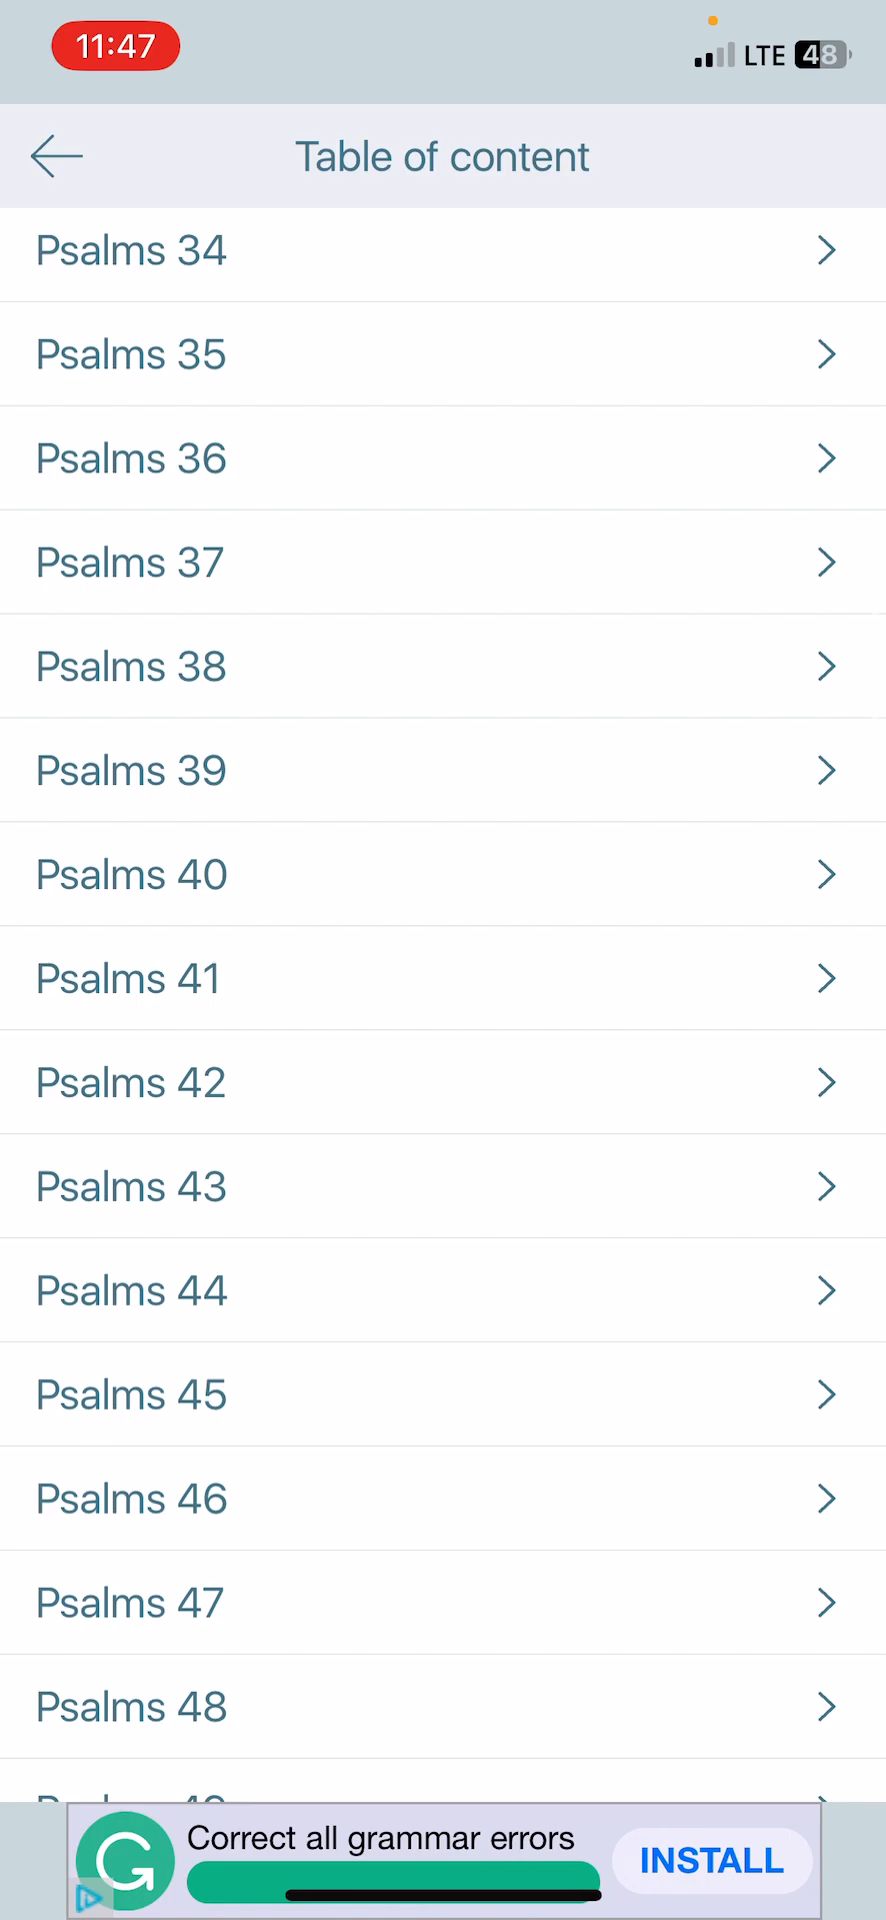 11:47
LTE 48
Table of content
Psalms 34
Psalms 35
Psalms 36
Psalms 37
Psalms 38
Psalms 39
Psalms 40
Psalms 41
Psalms 42
Psalms 43
Psalms 44
Psalms 45
Psalms 46
Psalms 47
Psalms 48
Correct all grammar errors
INSTALL